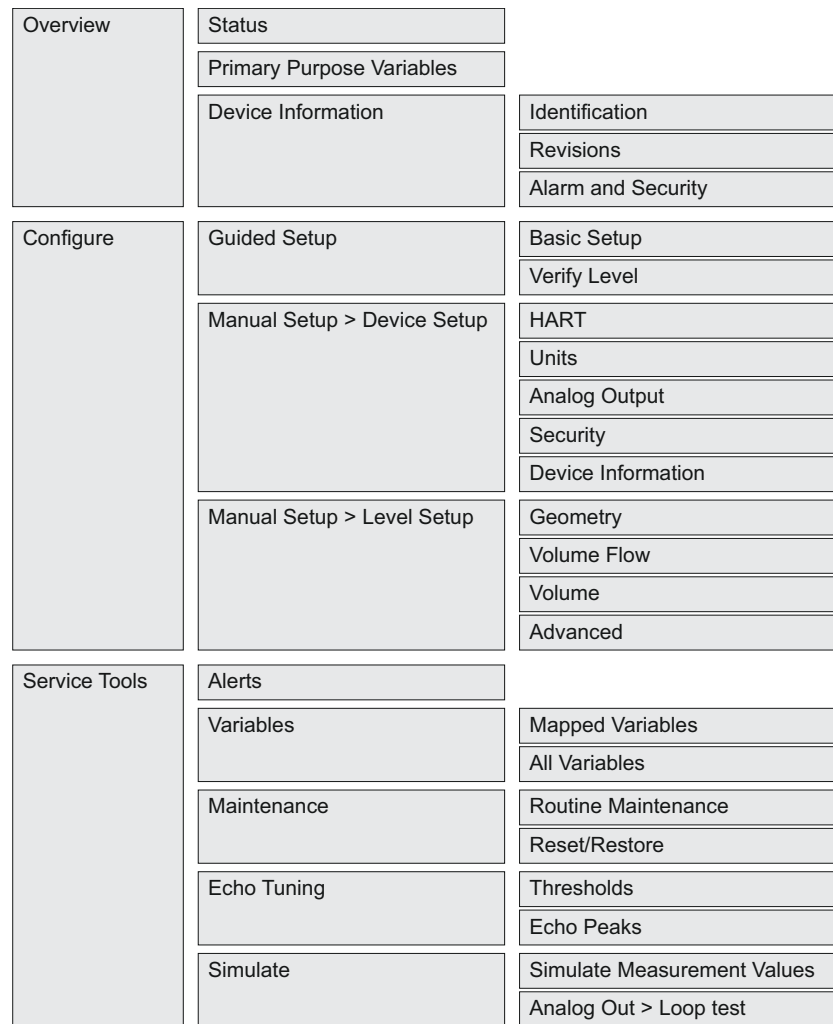 Overview
Status
Primary Purpose Variables
Device Information
Identification
Revisions
Alarm and Security
Configure
Guided Setup
Basic Setup
Verify Level
Manual Setup > Device Setup
HART
Units
Analog Output
Security
Device Information
Manual Setup > Level Setup
Geometry
Volume Flow
Volume
Advanced
Service Tools
Alerts
Variables
Mapped Variables
All Variables
Maintenance
Routine Maintenance
Reset/Restore
Echo Tuning
Thresholds
Echo Peaks
Simulate
Simulate Measurement Values
Analog Out > Loop test